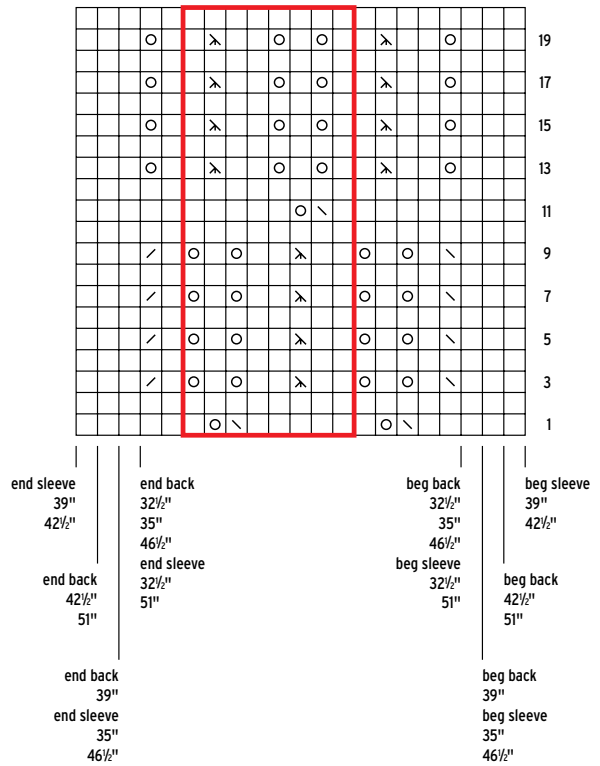 19
17
15
13
11
9
7
5
3
1
end sleeve
39"
42½"
end back
32½"
35"
46½"
end sleeve
32½"
51"
beg back
32½"
35"
46½"
beg sleeve
32½"
51"
beg sleeve
39"
42½"
end back
42½"
51"
beg back
42½"
51"
end back
39"
end sleeve
35"
46½"
beg back
39"
beg sleeve
35"
46½"